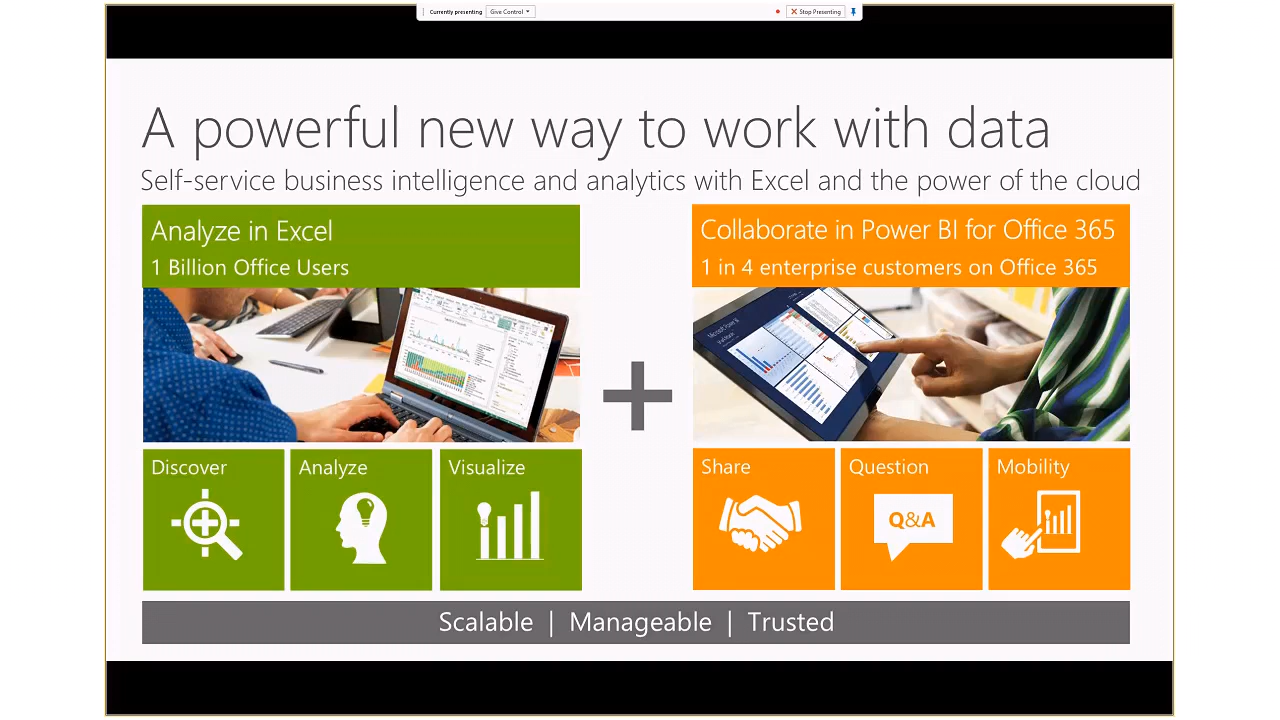 Currently presenting Give Control Stop Presenting
A powerful new way to work with data
Self-service business intelligence and analytics with Excel and the power of the cloud
Analyze in Excel
1 Billion Office Users
Collaborate in Power BI for Office 365
1 in 4 enterprise customers on Office 365
Discover
Analyze
Visualize
Share
Question
Q&A
Mobility
Scalable | Manageable | Trusted